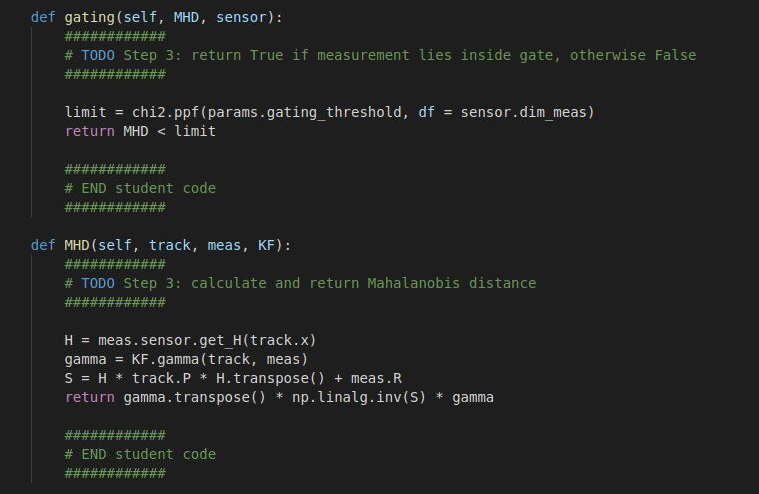 def gating(self, MHD, sensor):
############
# TODO Step 3: return True if measurement lies inside gate, otherwise False
############
limit = chi2.ppf(params.gating_threshold, df = sensor.dim_meas)
return MHD < limit
############
# END student code
############
def MHD(self, track, meas, KF):
############
# TODO Step 3: calculate and return Mahalanobis distance
############
H = meas.sensor.get_H(track.x)
gamma = KF.gamma(track, meas)
S = H * track.P * H.transpose() + meas.R
return gamma.transpose() * np.linalg.inv(S) * gamma
############
# END student code
############